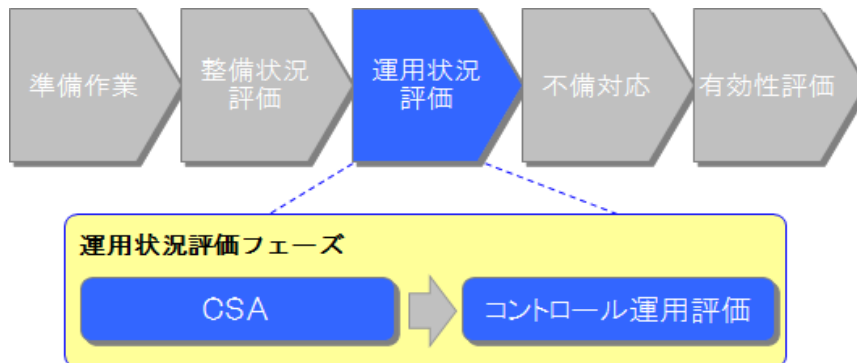 準備作業
整備状況
評価
運用状況
評価
不備対応
有効性評価
運用状況評価フェーズ
CSA
コントロール運用評価